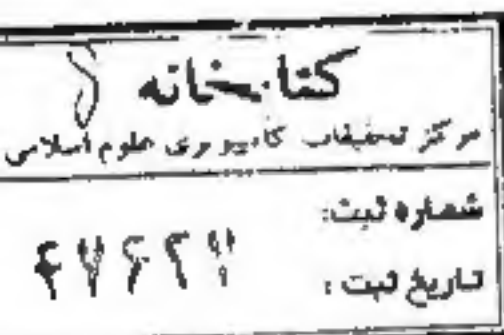 کتابخانه
مرکز تحقیقات کامپیوتری علوم اسلامی
شماره ثبت:
تاریخ ثبت: